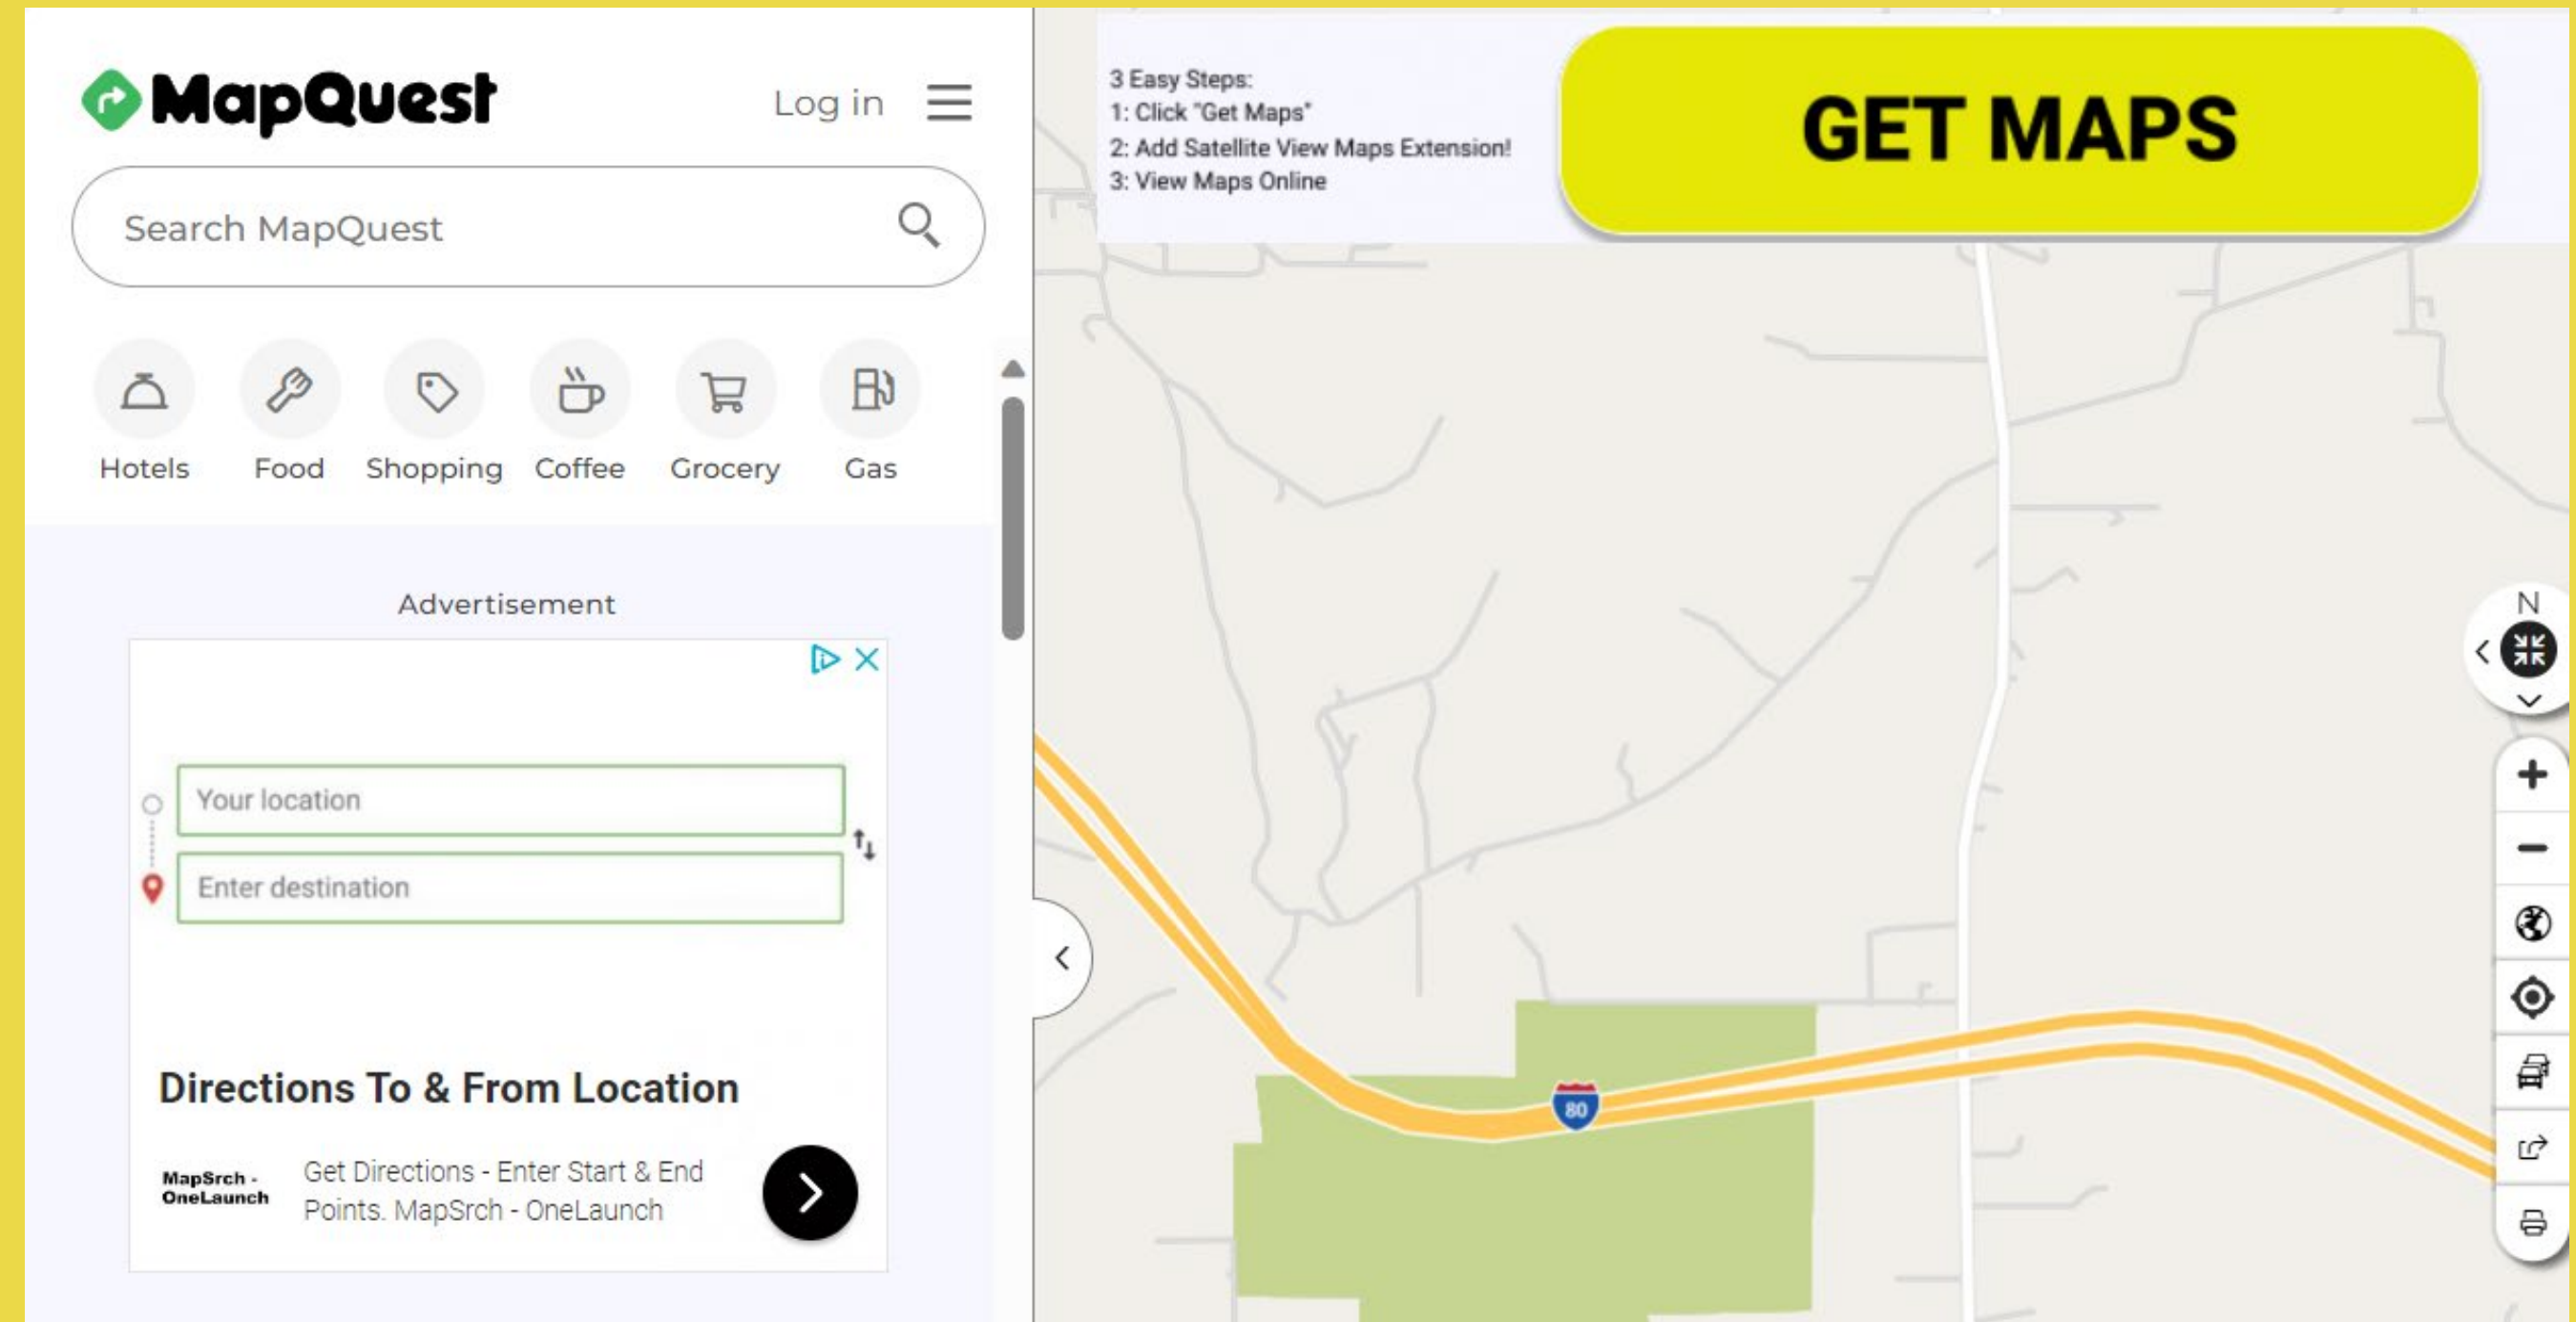 MapQuest
Log in
Search MapQuest
Hotels
Food
Shopping
Coffee
Grocery
Gas
Advertisement
Your location
Enter destination
Directions To & From Location
MapSrch -
OneLaunch
Get Directions - Enter Start & End
Points. MapSrch - OneLaunch
3 Easy Steps:
1: Click "Get Maps"
2: Add Satellite View Maps Extension!
3: View Maps Online
GET MAPS
N
80